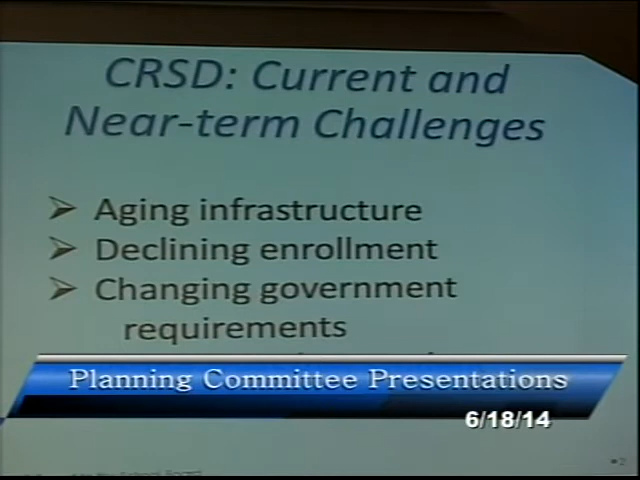 CRSD: Current and
Near-term Challenges
➢ Aging infrastructure
➢ Declining enrollment
➢ Changing government
requirements
Planning Committee Presentations
6/18/14